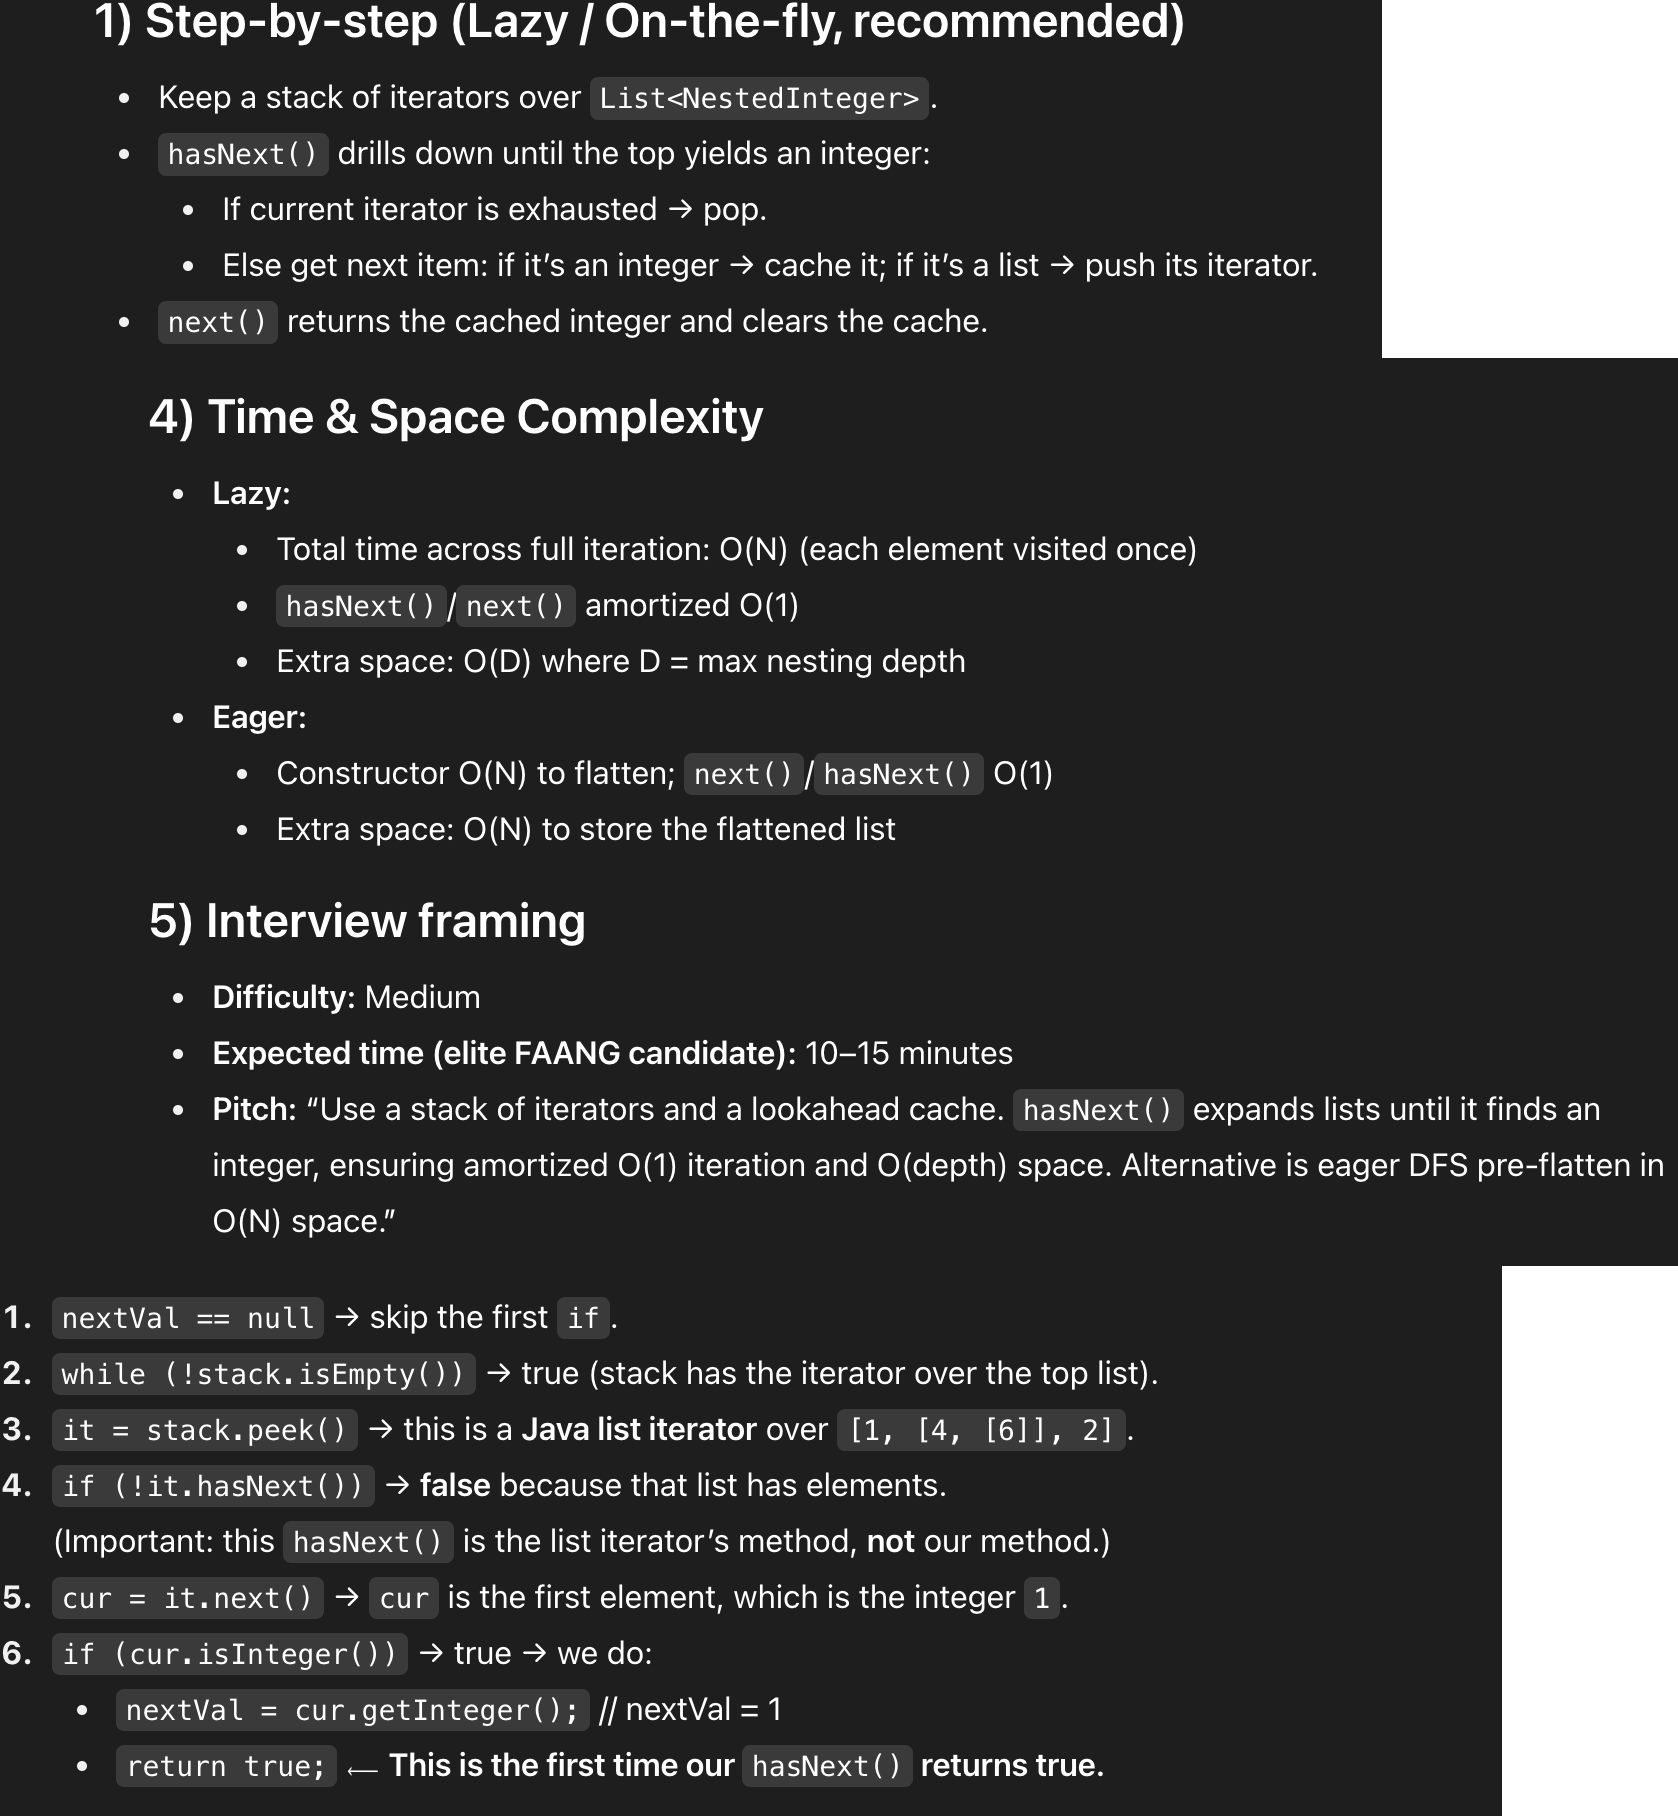 1) Step-by-step (Lazy / On-the-fly, recommended)
• Keep a stack of iterators over List<NestedInteger>.
• hasNext() drills down until the top yields an integer:
• If current iterator is exhausted → pop.
• Else get next item: if it’s an integer → cache it; if it’s a list → push its iterator.
• next() returns the cached integer and clears the cache.
4) Time & Space Complexity
• Lazy:
• Total time across full iteration: O(N) (each element visited once)
• hasNext()/next() amortized O(1)
• Extra space: O(D) where D = max nesting depth
• Eager:
• Constructor O(N) to flatten; next()/hasNext() O(1)
• Extra space: O(N) to store the flattened list
5) Interview framing
• Difficulty: Medium
• Expected time (elite FAANG candidate): 10–15 minutes
• Pitch: “Use a stack of iterators and a lookahead cache. hasNext() expands lists until it finds an
integer, ensuring amortized O(1) iteration and O(depth) space. Alternative is eager DFS pre-flatten in
O(N) space.”
1. nextVal == null → skip the first if.
2. while (!stack.isEmpty()) → true (stack has the iterator over the top list).
3. it = stack.peek() → this is a Java list iterator over [1, [4, [6]], 2].
4. if (!it.hasNext()) → false because that list has elements.
(Important: this hasNext() is the list iterator’s method, not our method.)
5. cur = it.next() → cur is the first element, which is the integer 1.
6. if (cur.isInteger()) → true → we do:
• nextVal = cur.getInteger(); // nextVal = 1
• return true; ⟵ This is the first time our hasNext() returns true.